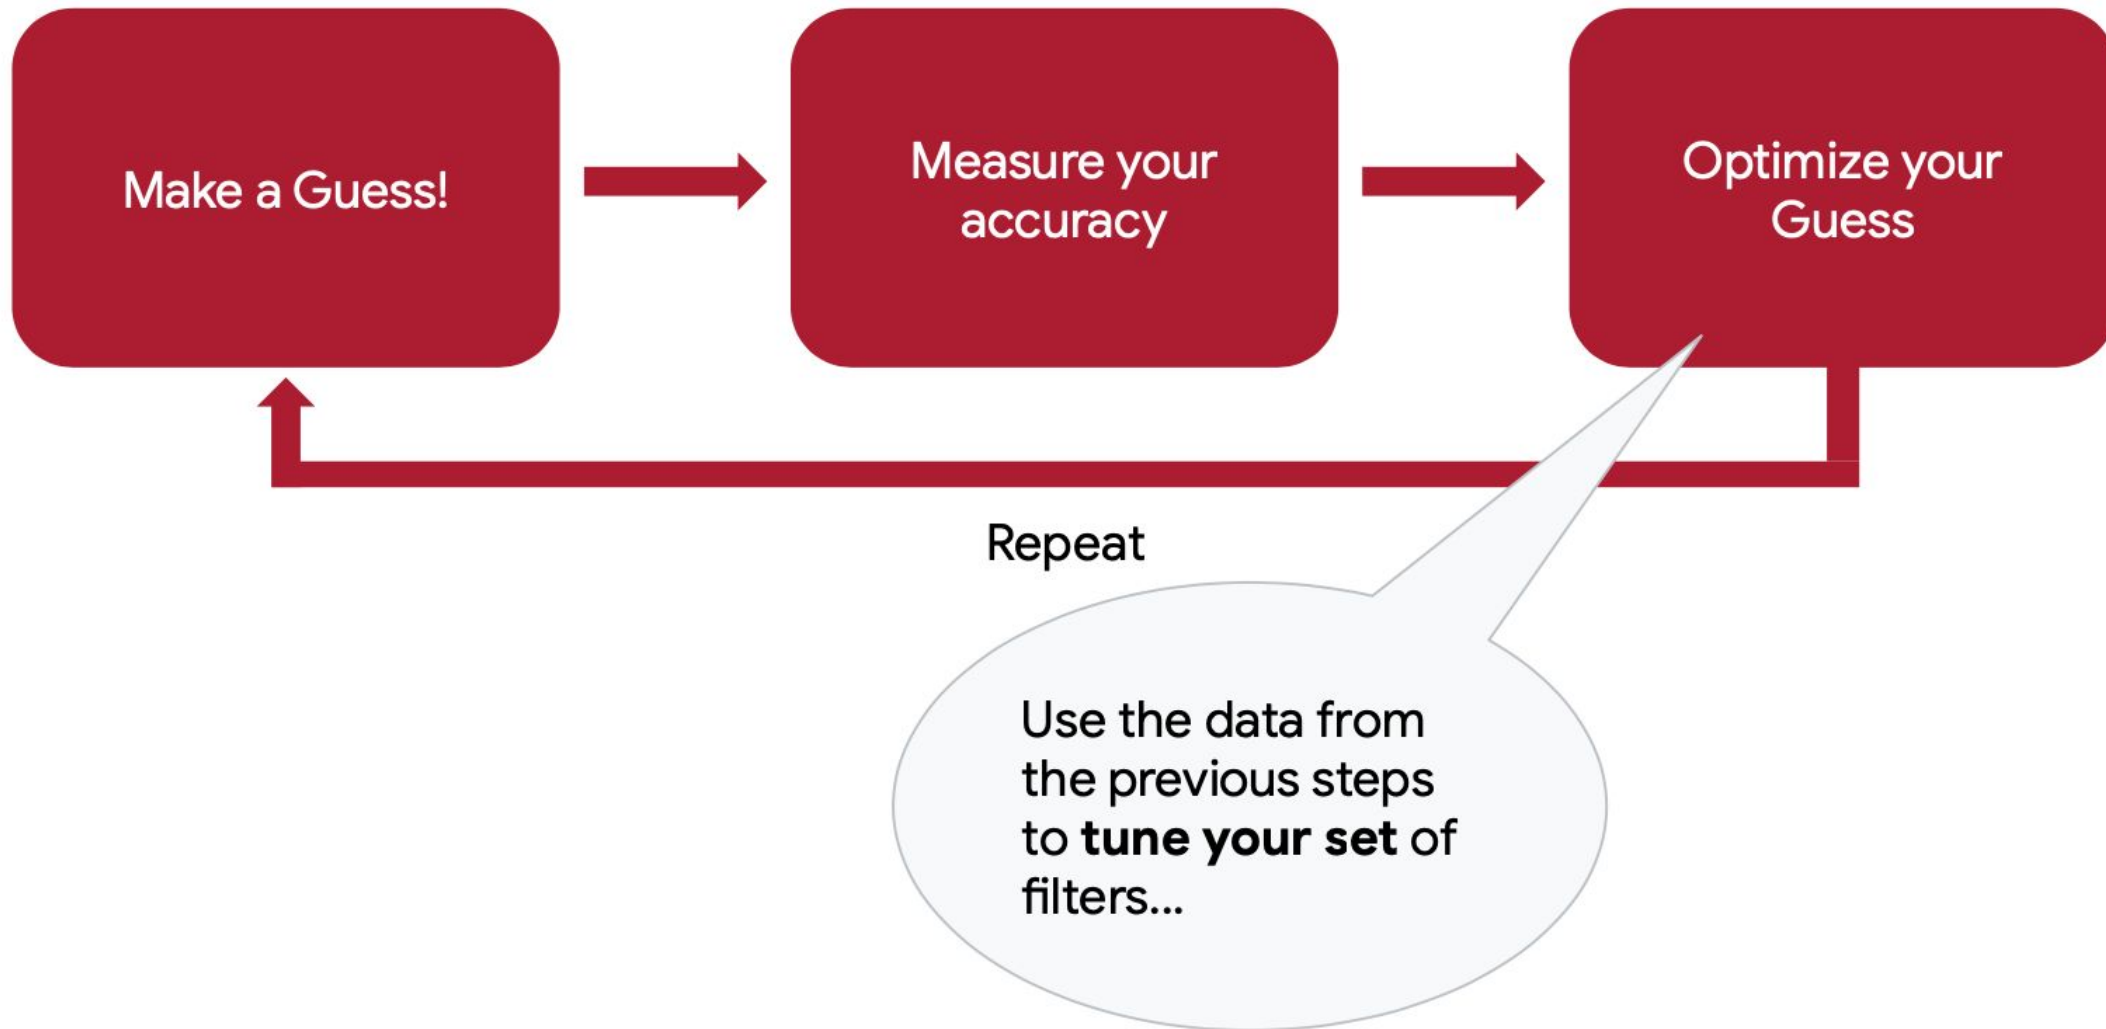 Make a Guess!
Measure your
accuracy
Optimize your
Guess
Repeat
Use the data from
the previous steps
to tune your set of
filters...